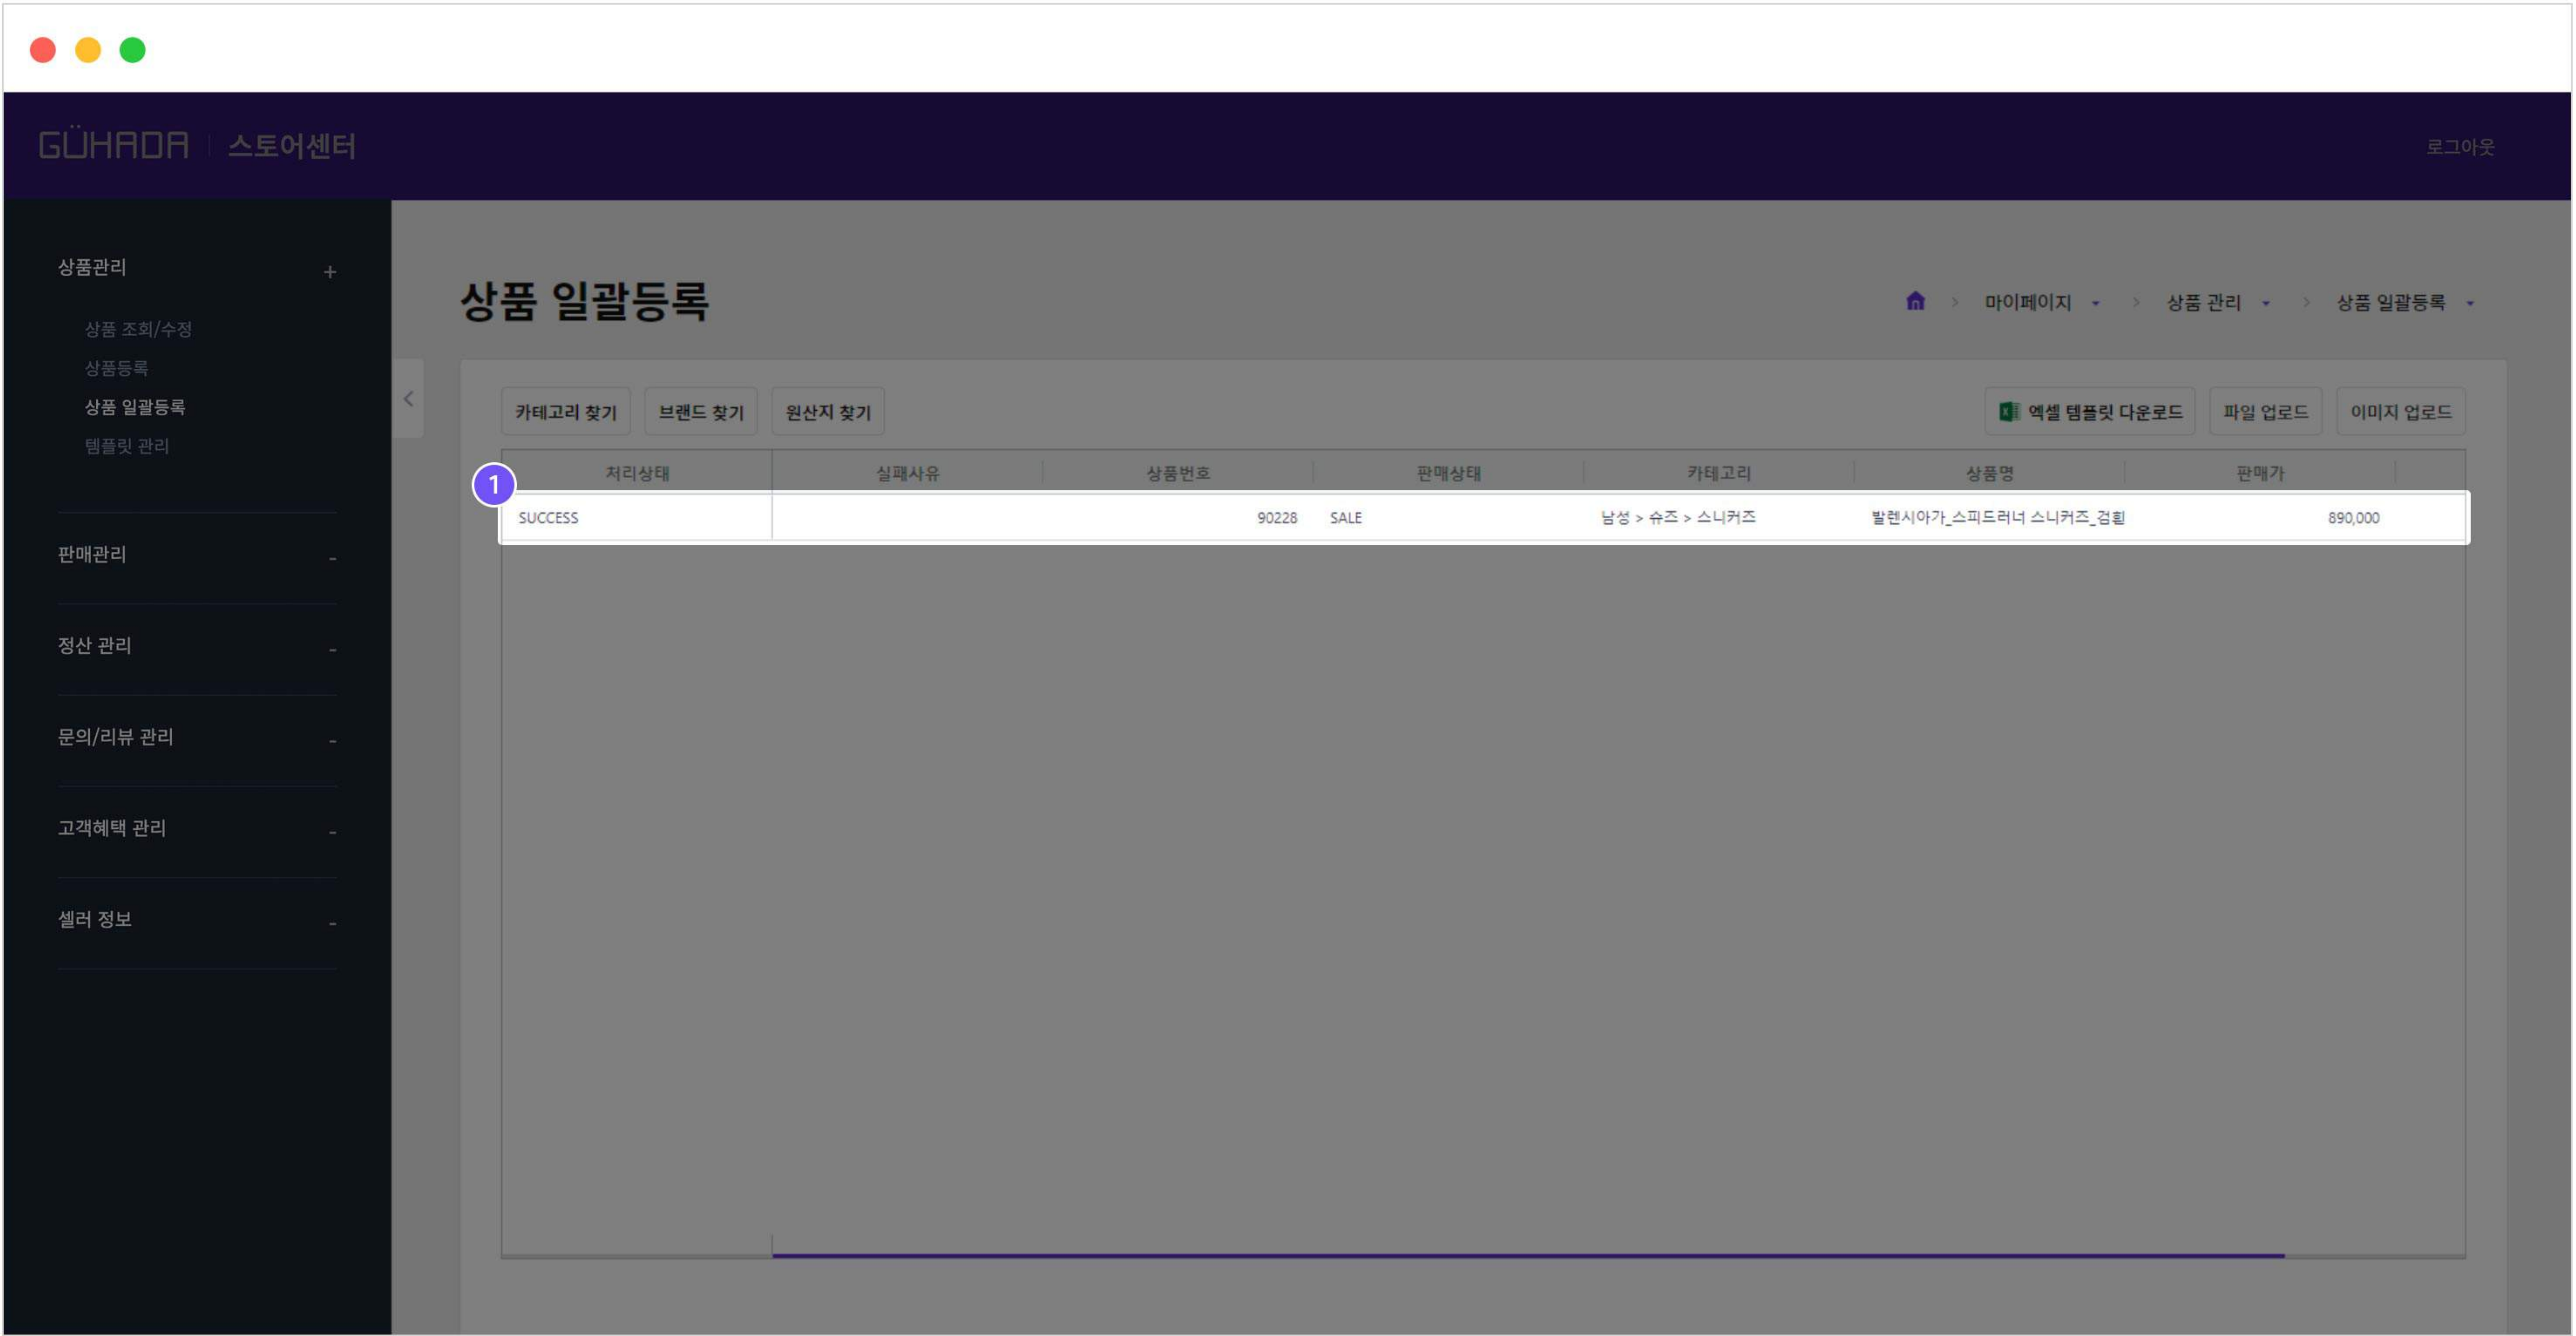 GÜHADA 스토어센터
로그아웃
상품관리 +
상품 조회/수정
상품등록
상품 일괄등록
템플릿 관리
판매관리 -
정산 관리 -
문의/리뷰 관리 -
고객혜택 관리 -
셀러 정보 -
상품 일괄등록
> 마이페이지 > 상품 관리 > 상품 일괄등록
<
카테고리 찾기 브랜드 찾기 원산지 찾기 엑셀 템플릿 다운로드 파일 업로드 이미지 업로드
처리상태 실패사유 상품번호 판매상태 카테고리 상품명 판매가
1
SUCCESS 90228 SALE 남성 > 슈즈 > 스니커즈 발렌시아가_스피드러너 스니커즈_검흰 890,000